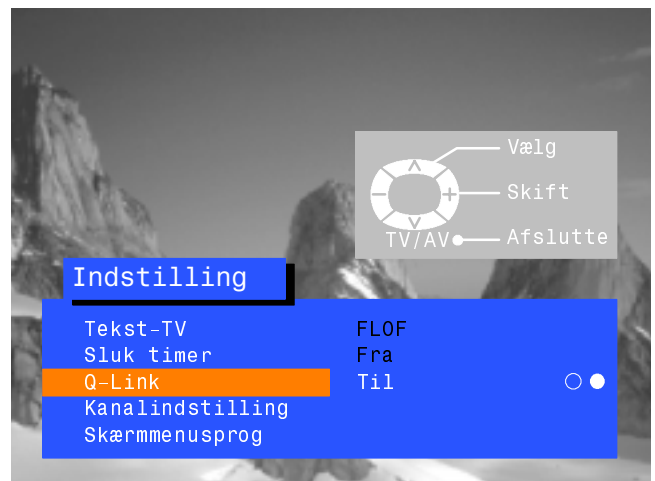 Vælg
Skift
TV/AV Afslutte
Indstilling
Tekst-TV FLOF
Sluk timer Fra
Q-Link Til
Kanalindstilling
Skærmmenusprog